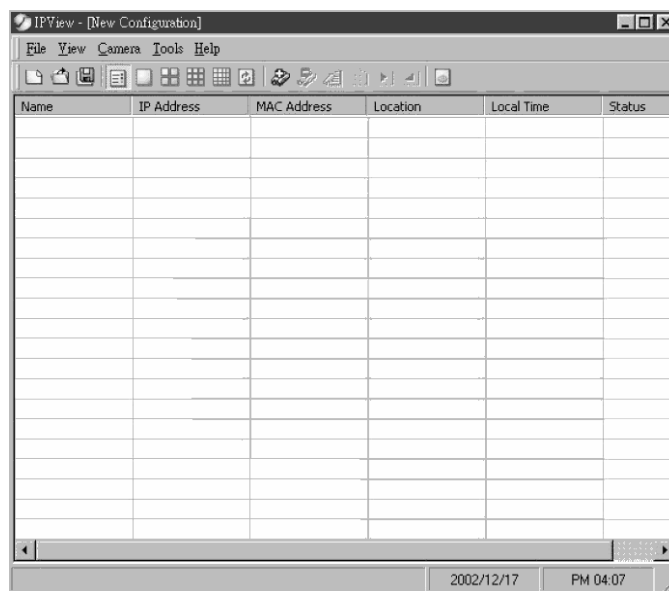 IPView - [New Configuration]
File View Camera Tools Help
Name IP Address MAC Address Location Local Time Status
2002/12/17 PM 04:07